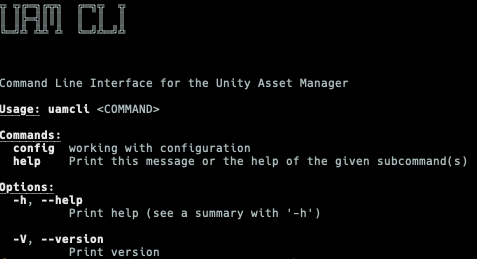 UAM CLI
Command Line Interface for the Unity Asset Manager
Usage: uamcli <COMMAND>
Commands:
config  working with configuration
help    Print this message or the help of the given subcommand(s)
Options:
-h, --help
Print help (see a summary with '-h')
-V, --version
Print version